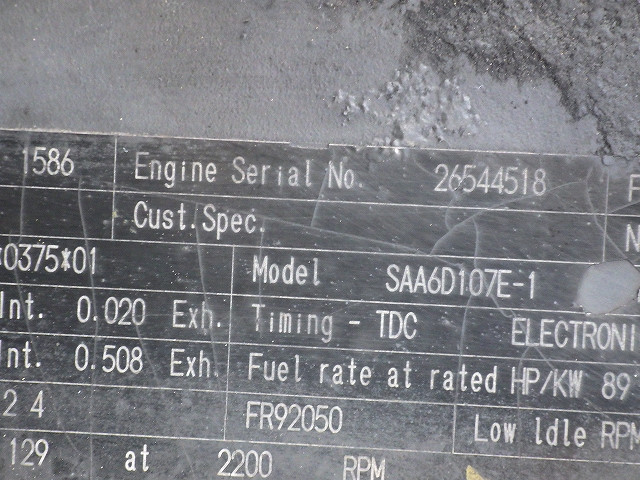 1586 Engine Serial No. 26544518 F
Cust.Spec. N
0375*01 Model SAA6D107E-1
Int. 0.020 Exh. Timing - TDC ELECTRONI
Int. 0.508 Exh. Fuel rate at rated HP/KW 89
2 4 FR92050 Low ldle RPM
129 at 2200 RPM